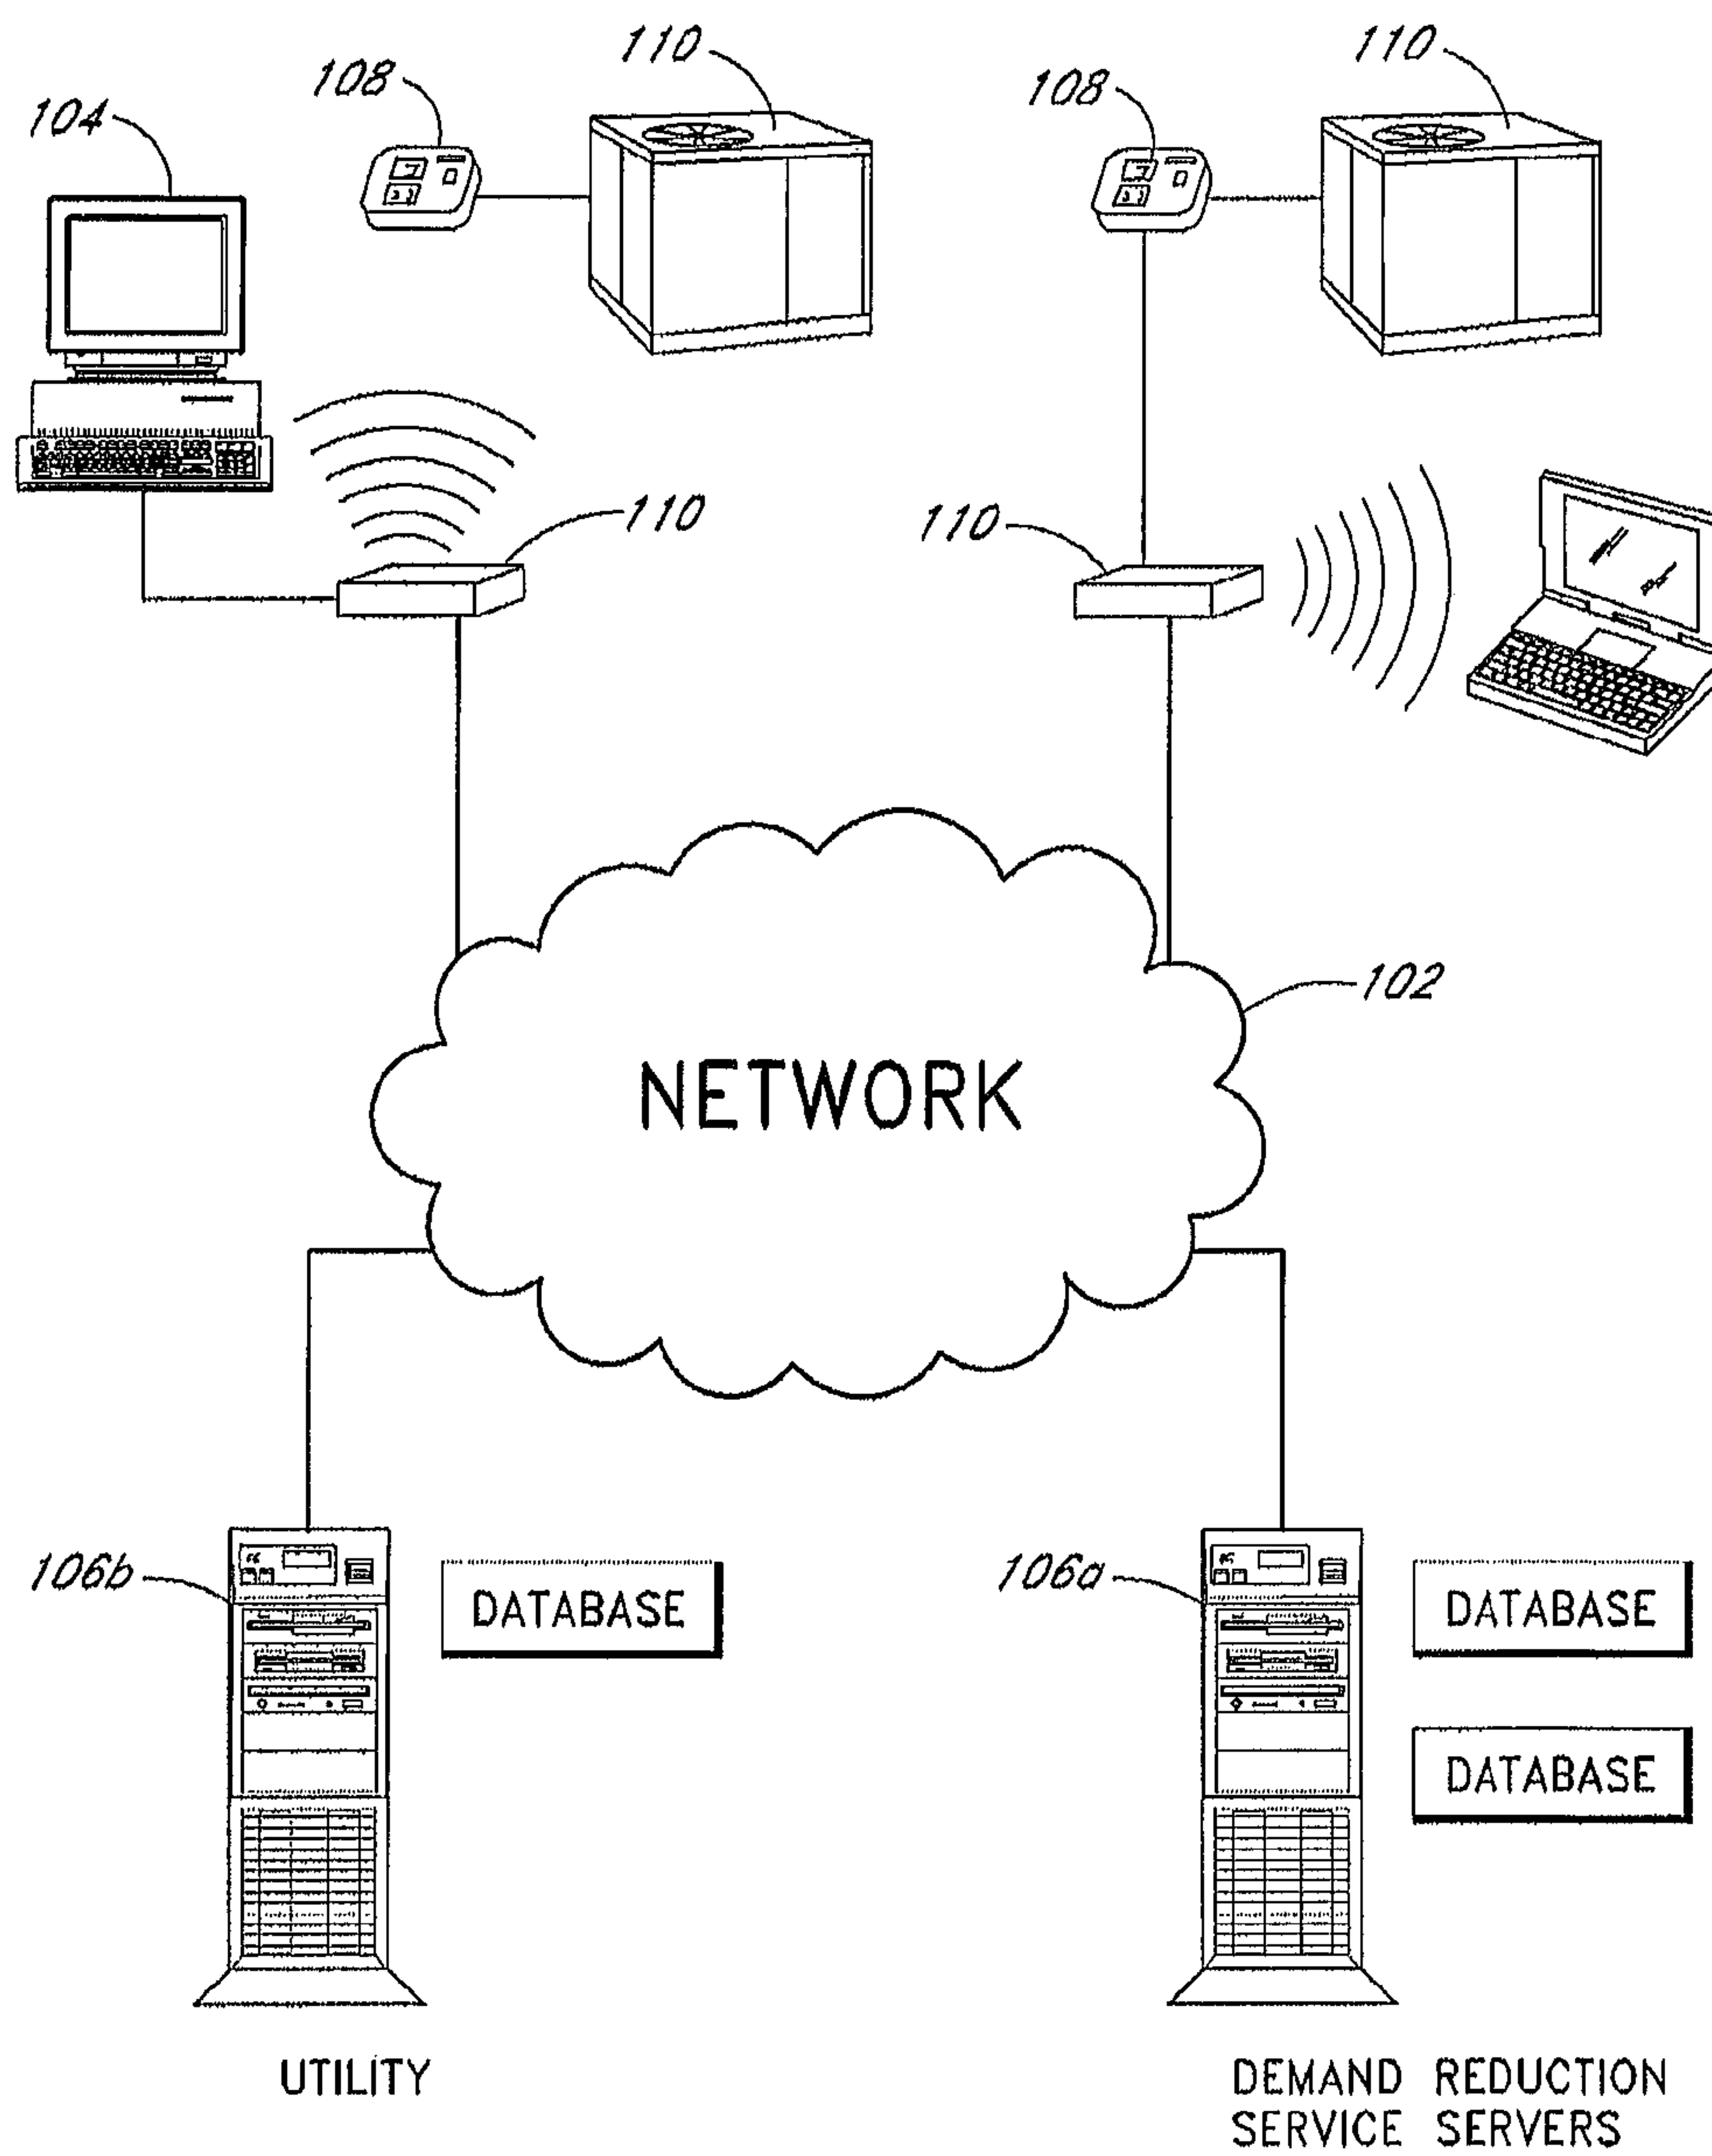 110
110
108
108
104
110
110
102
NETWORK
106b
DATABASE
106a
DATABASE
DATABASE
UTILITY
DEMAND REDUCTION
SERVICE SERVERS